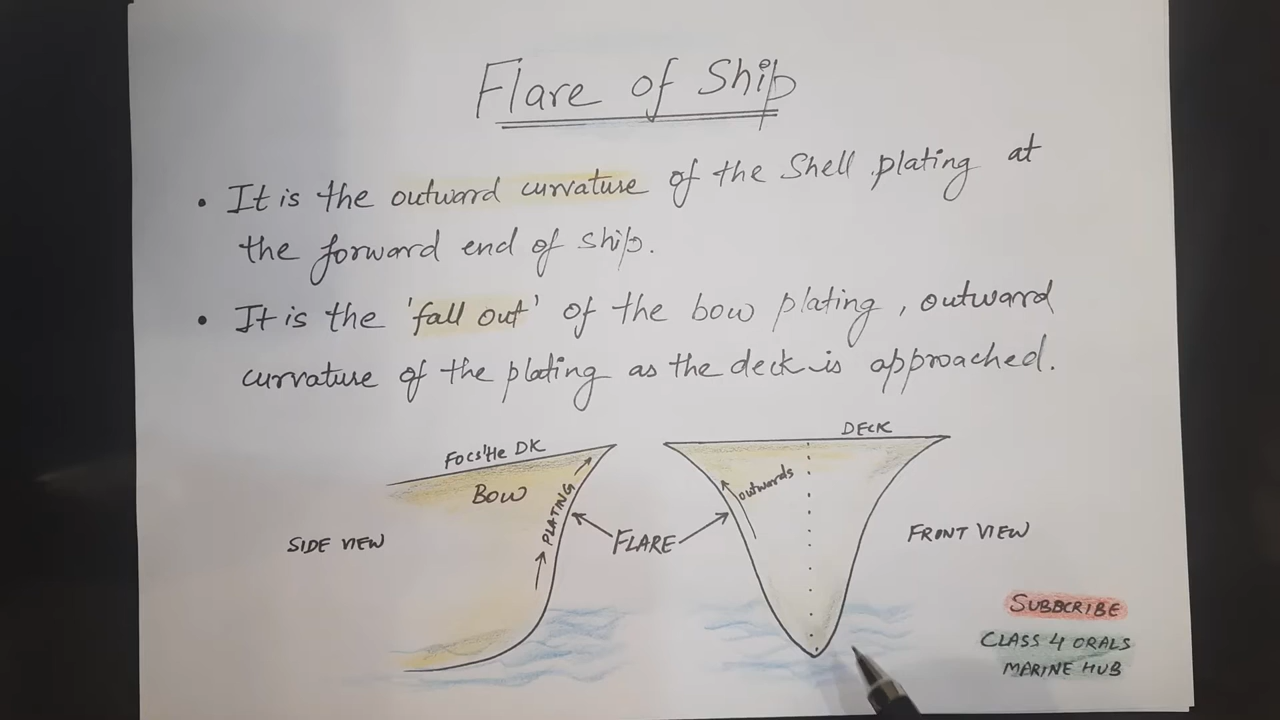 Flare of Ship
• It is the outward curvature of the Shell plating at
the forward end of ship.
• It is the 'fall out' of the bow plating, outward
curvature of the plating as the deck is approached.
Focs'tle DK
DECK
BOW
PLATING
outwards
SIDE VIEW
FLARE
FRONT VIEW
SUBBCRIBE
CLASS 4 ORALS
MARINE HUB